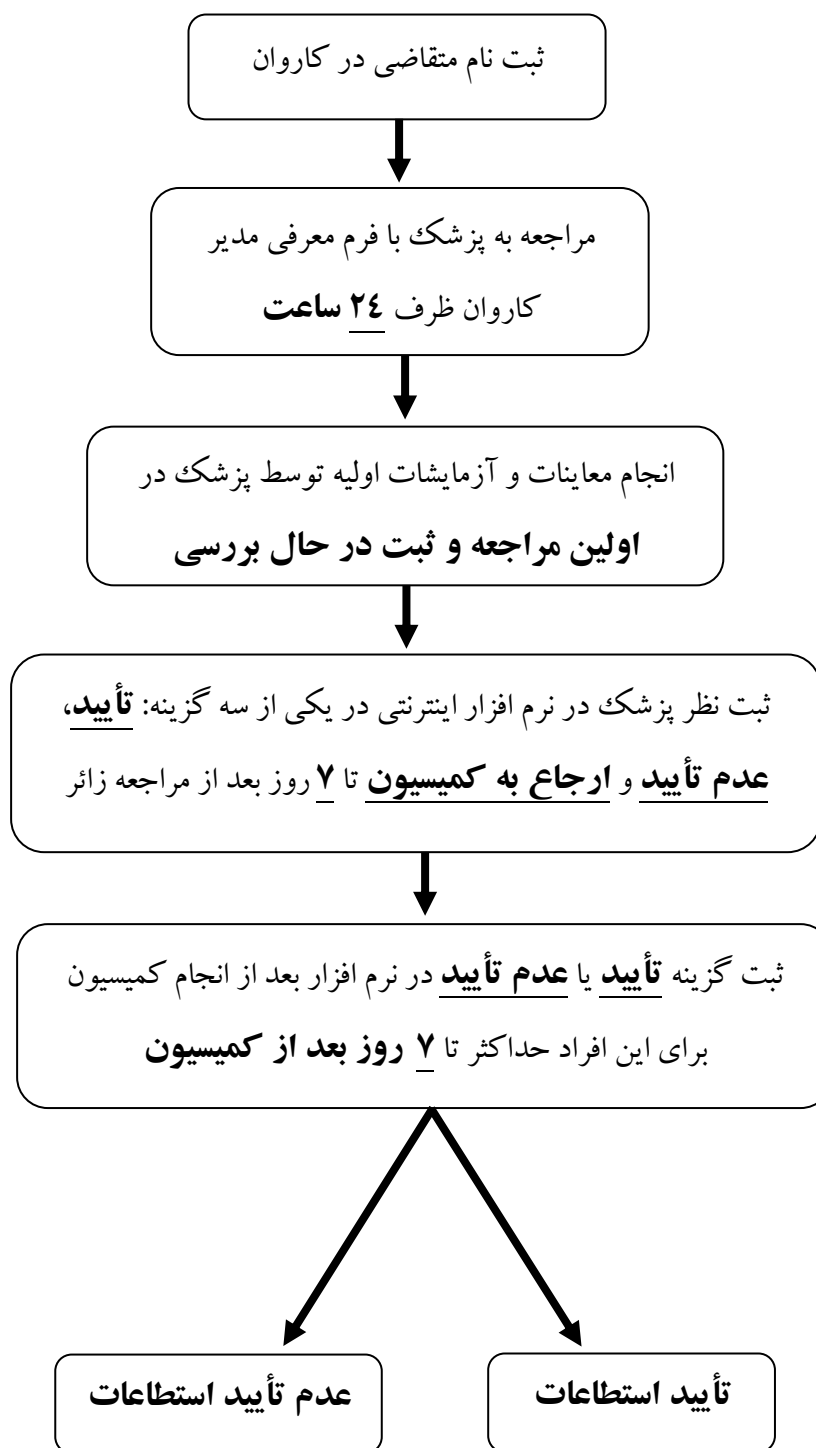 ثبت نام متقاضی در کاروان
مراجعه به پزشک با فرم معرفی مدیر
کاروان ظرف ٢٤ ساعت
انجام معاینات و آزمایشات اولیه توسط پزشک در
اولین مراجعه و ثبت در حال بررسی
ثبت نظر پزشک در نرم افزار اینترنتی در یکی از سه گزینه: تأیید،
عدم تأیید و ارجاع به کمیسیون تا ٧ روز بعد از مراجعه زائر
ثبت گزینه تأیید یا عدم تأیید در نرم افزار بعد از انجام کمیسیون
برای این افراد حداکثر تا ٧ روز بعد از کمیسیون
تأیید استطاعات
عدم تأیید استطاعات